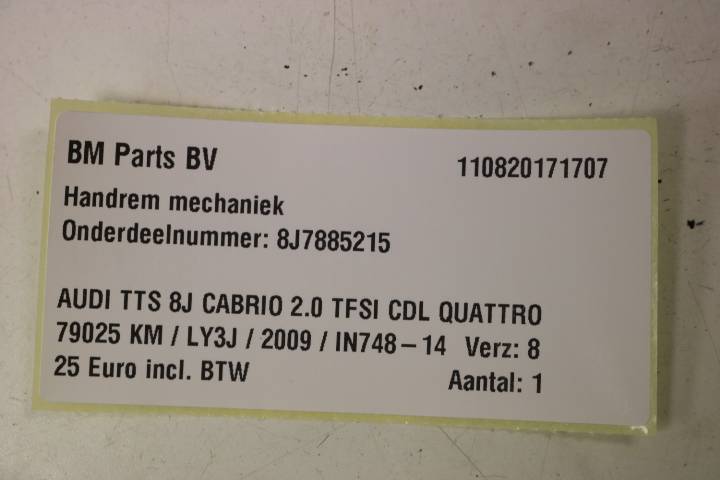 BM Parts BV 110820171707
Handrem mechaniek
Onderdeelnummer: 8J7885215
AUDI TTS 8J CABRIO 2.0 TFSI CDL QUATTRO
79025 KM / LY3J / 2009 / IN748-14 Verz: 8
25 Euro incl. BTW Aantal: 1